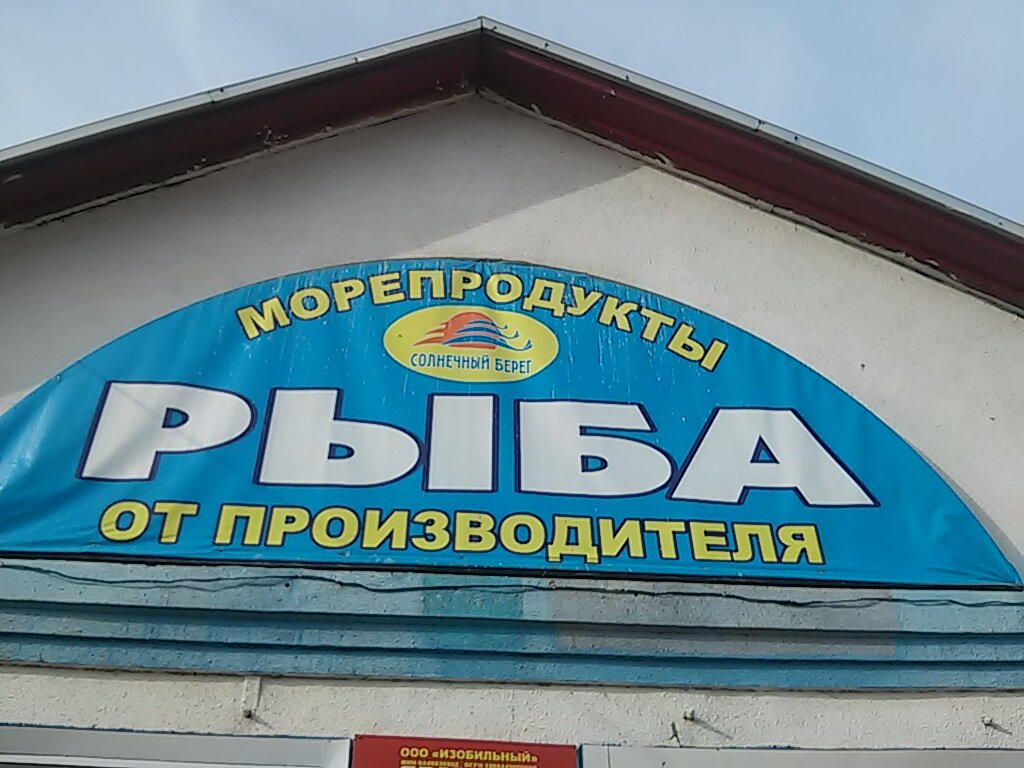 МОРЕПРОДУКТЫ
СОЛНЕЧНЫЙ БЕРЕГ
РЫБА
ОТ ПРОИЗВОДИТЕЛЯ
ООО «ИЗОБИЛЬНЫЙ»